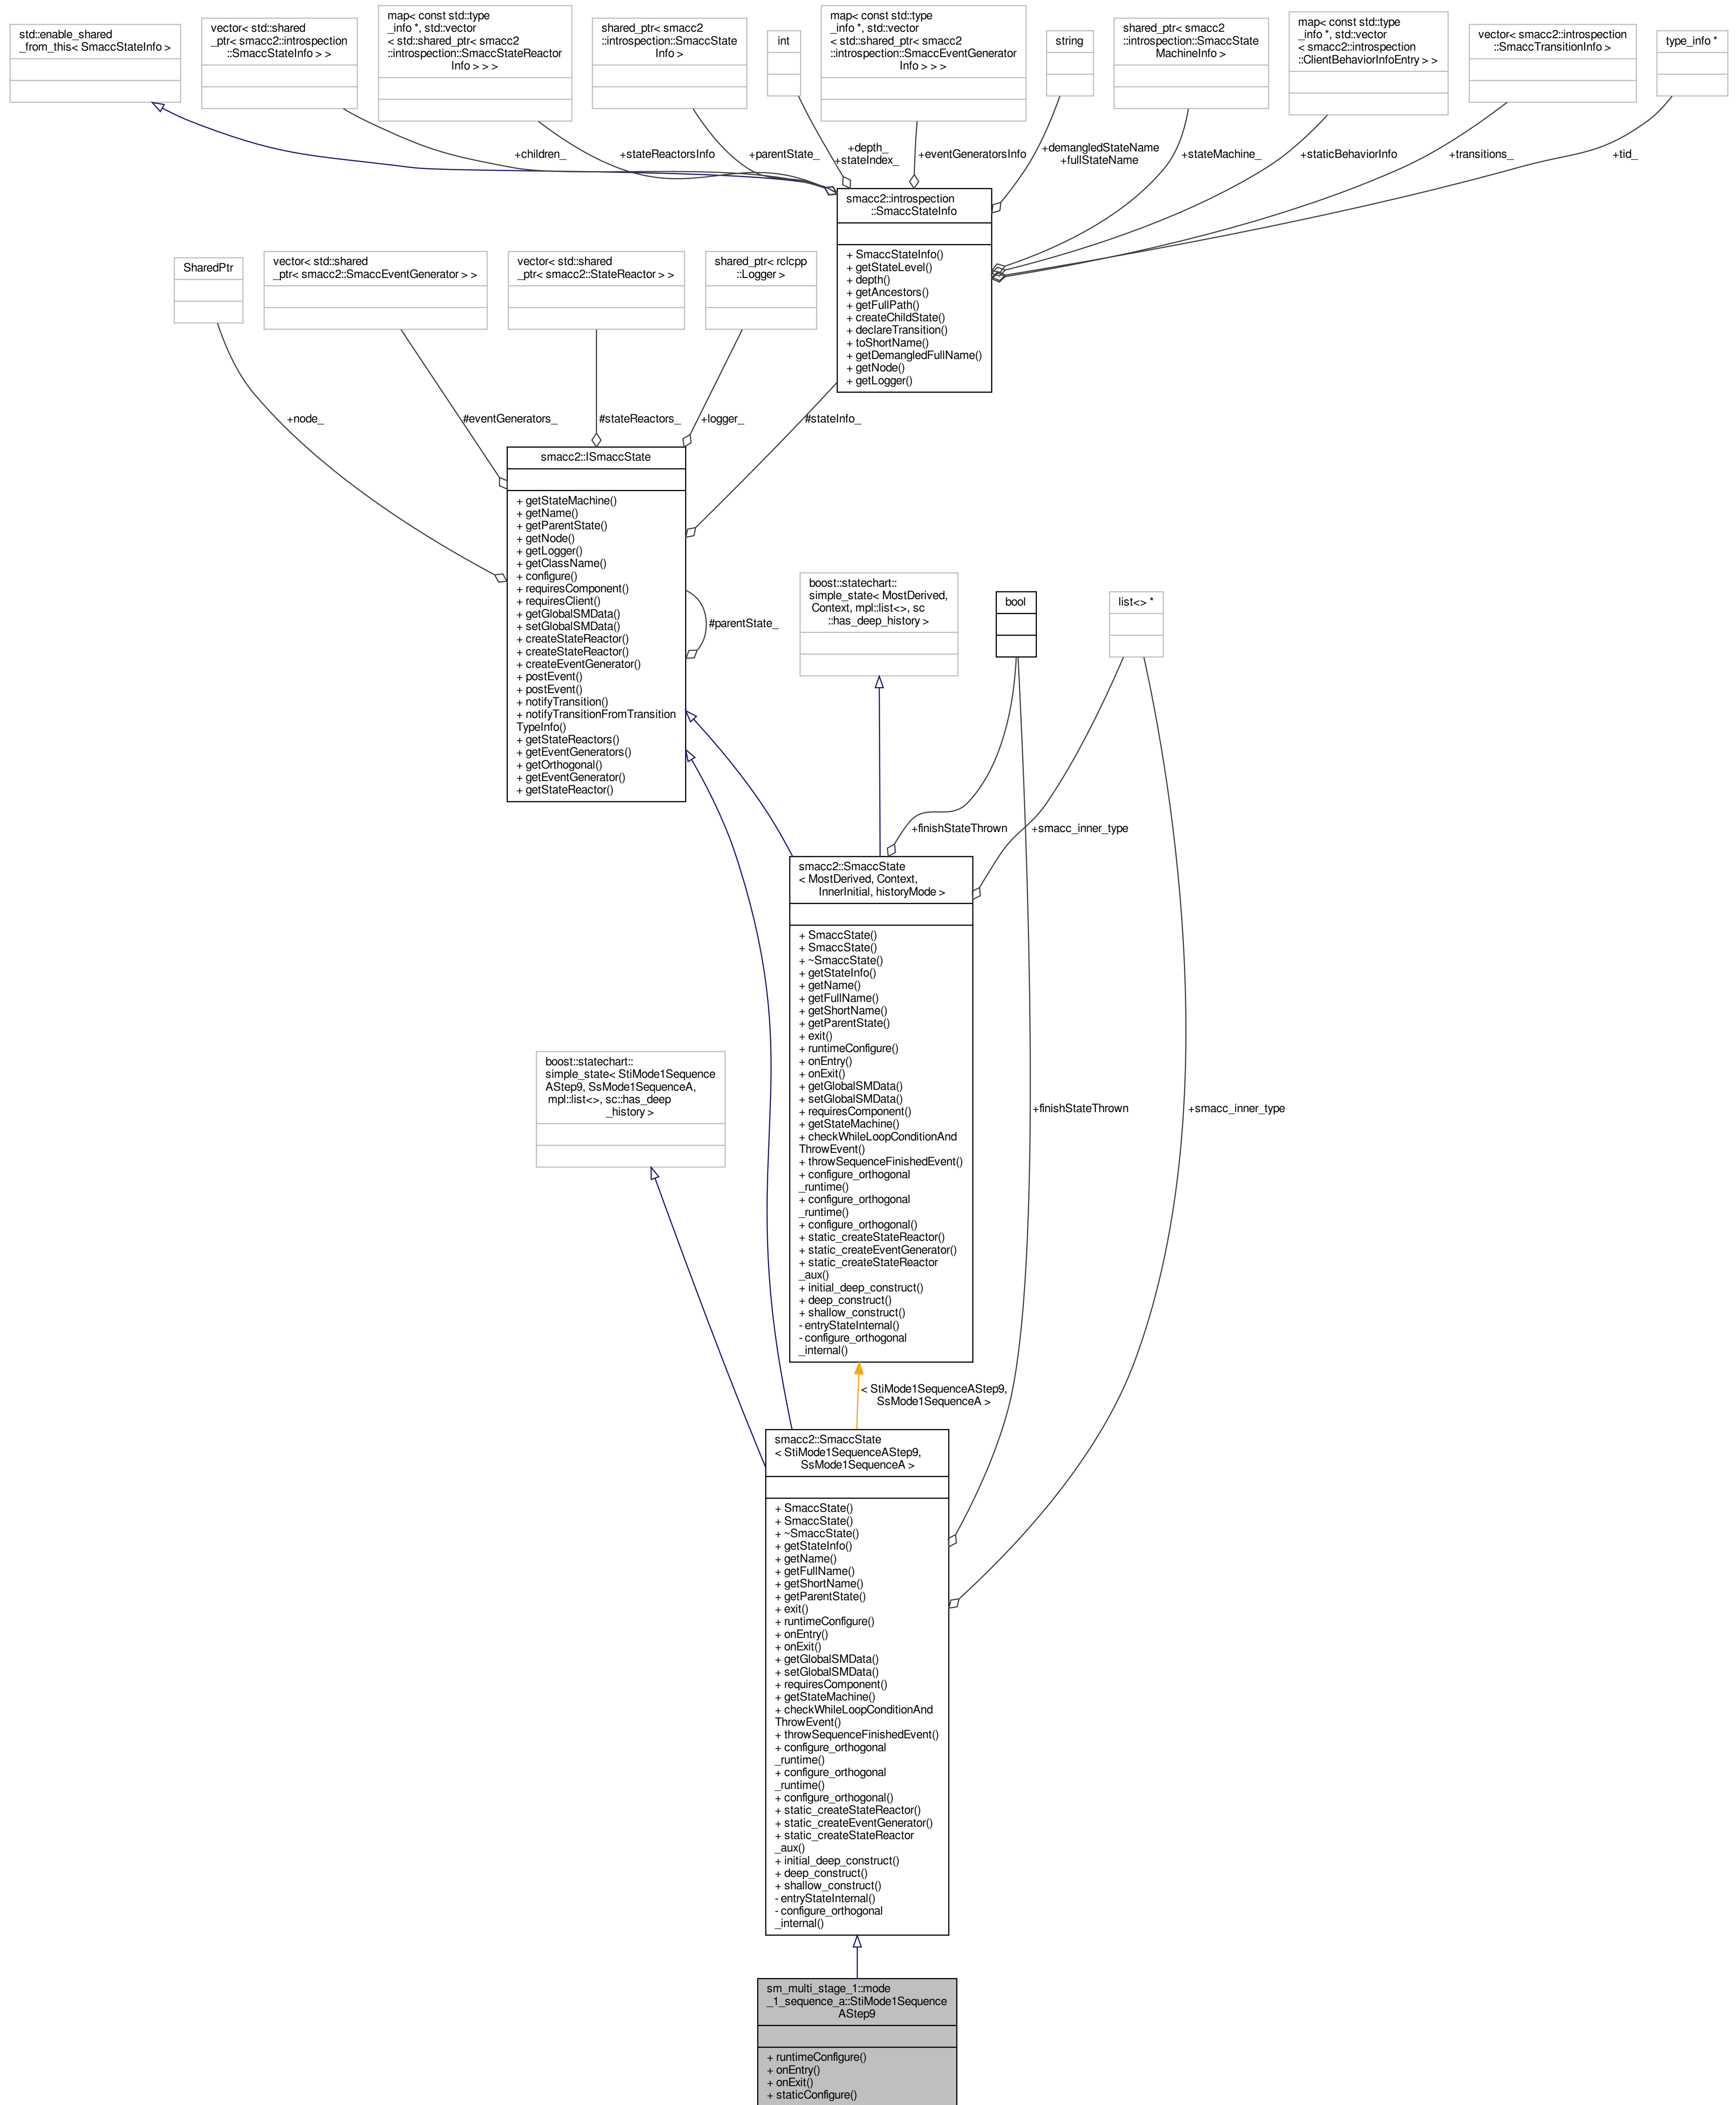 std::enable_shared
_from_this< SmaccStateInfo >
vector< std::shared
_ptr< smacc2::introspection
::SmaccStateInfo > >
map< const std::type
_info *, std::vector
< std::shared_ptr< smacc2
::introspection::SmaccStateReactor
Info > > >
shared_ptr< smacc2
::introspection::SmaccState
Info >
int
map< const std::type
_info *, std::vector
< std::shared_ptr< smacc2
::introspection::SmaccEventGenerator
Info > > >
string
shared_ptr< smacc2
::introspection::SmaccState
MachineInfo >
map< const std::type
_info *, std::vector
< smacc2::introspection
::ClientBehaviorInfoEntry > >
vector< smacc2::introspection
::SmaccTransitionInfo >
type_info *
+children_
+stateReactorsInfo
+parentState_
+depth_
+stateIndex_
+eventGeneratorsInfo
+demangledStateName
+fullStateName
+stateMachine_
+staticBehaviorInfo
+transitions_
+tid_
smacc2::introspection
::SmaccStateInfo
+ SmaccStateInfo()
+ getStateLevel()
+ depth()
+ getAncestors()
+ getFullPath()
+ createChildState()
+ declareTransition()
+ toShortName()
+ getDemangledFullName()
+ getNode()
+ getLogger()
SharedPtr
vector< std::shared
_ptr< smacc2::SmaccEventGenerator > >
vector< std::shared
_ptr< smacc2::StateReactor > >
shared_ptr< rclcpp
::Logger >
+node_
#eventGenerators_
#stateReactors_
+logger_
#stateInfo_
smacc2::ISmaccState
+ getStateMachine()
+ getName()
+ getParentState()
+ getNode()
+ getLogger()
+ getClassName()
+ configure()
+ requiresComponent()
+ requiresClient()
+ getGlobalSMData()
+ setGlobalSMData()
+ createStateReactor()
+ createStateReactor()
+ createEventGenerator()
+ postEvent()
+ postEvent()
+ notifyTransition()
+ notifyTransitionFromTransition
TypeInfo()
+ getStateReactors()
+ getEventGenerators()
+ getOrthogonal()
+ getEventGenerator()
+ getStateReactor()
#parentState_
boost::statechart::
simple_state< MostDerived,
Context, mpl::list<>, sc
::has_deep_history >
bool
list<> *
+finishStateThrown
+smacc_inner_type
smacc2::SmaccState
< MostDerived, Context,
InnerInitial, historyMode >
+ SmaccState()
+ SmaccState()
+ ~SmaccState()
+ getStateInfo()
+ getName()
+ getFullName()
+ getShortName()
+ getParentState()
+ exit()
+ runtimeConfigure()
+ onEntry()
+ onExit()
+ getGlobalSMData()
+ setGlobalSMData()
+ requiresComponent()
+ getStateMachine()
+ checkWhileLoopConditionAnd
ThrowEvent()
+ throwSequenceFinishedEvent()
+ configure_orthogonal
_runtime()
+ configure_orthogonal
_runtime()
+ configure_orthogonal()
+ static_createStateReactor()
+ static_createEventGenerator()
+ static_createStateReactor
_aux()
+ initial_deep_construct()
+ deep_construct()
+ shallow_construct()
- entryStateInternal()
- configure_orthogonal
_internal()
boost::statechart::
simple_state< StiMode1Sequence
AStep9, SsMode1SequenceA,
mpl::list<>, sc::has_deep
_history >
+finishStateThrown
+smacc_inner_type
< StiMode1SequenceAStep9,
SsMode1SequenceA >
smacc2::SmaccState
< StiMode1SequenceAStep9,
SsMode1SequenceA >
+ SmaccState()
+ SmaccState()
+ ~SmaccState()
+ getStateInfo()
+ getName()
+ getFullName()
+ getShortName()
+ getParentState()
+ exit()
+ runtimeConfigure()
+ onEntry()
+ onExit()
+ getGlobalSMData()
+ setGlobalSMData()
+ requiresComponent()
+ getStateMachine()
+ checkWhileLoopConditionAnd
ThrowEvent()
+ throwSequenceFinishedEvent()
+ configure_orthogonal
_runtime()
+ configure_orthogonal
_runtime()
+ configure_orthogonal()
+ static_createStateReactor()
+ static_createEventGenerator()
+ static_createStateReactor
_aux()
+ initial_deep_construct()
+ deep_construct()
+ shallow_construct()
- entryStateInternal()
- configure_orthogonal
_internal()
sm_multi_stage_1::mode
_1_sequence_a::StiMode1Sequence
AStep9
+ runtimeConfigure()
+ onEntry()
+ onExit()
+ staticConfigure()